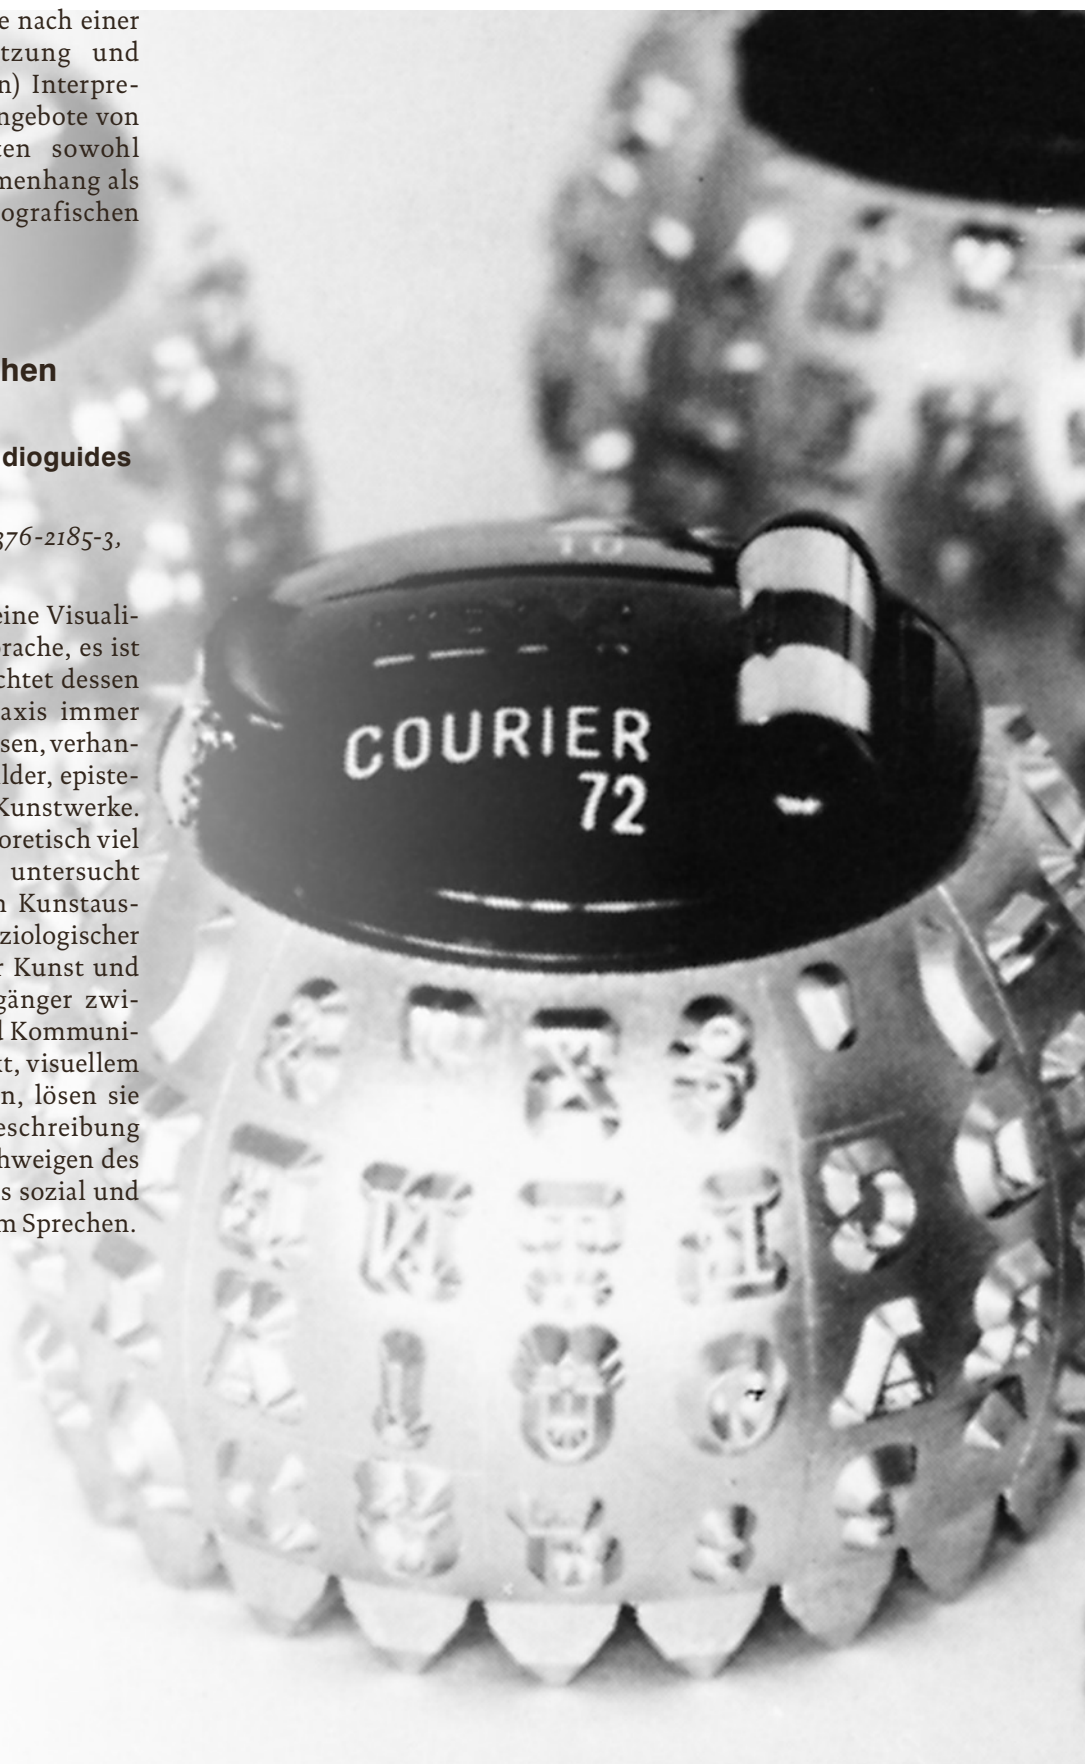 e nach einer
tzung und
n) Interpre-
ngebote von
ten sowohl
menhang als
ografischen
hen
dioguides
376-2185-3,
eine Visuali-
prache, es ist
chtet dessen
axis immer
sen, verhan-
lder, episte-
Kunstwerke.
oretisch viel
untersucht
n Kunstaus-
ziologischer
r Kunst und
gänger zwi-
d Kommuni-
kt, visuellem
n, lösen sie
eschreibung
hweigen des
s sozial und
m Sprechen.
10
COURIER
72